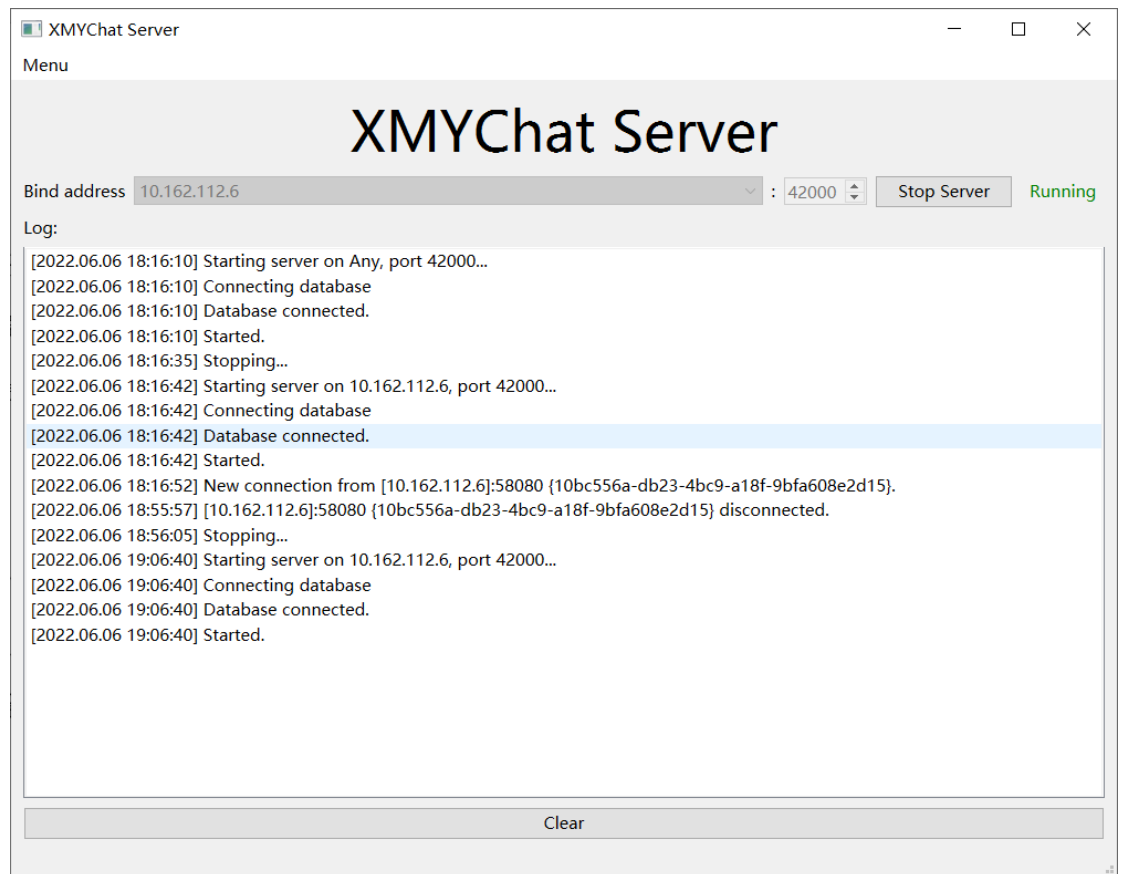 XMYChat Server
Menu
XMYChat Server
Bind address 10.162.112.6 : 42000 Stop Server Running
Log:
[2022.06.06 18:16:10] Starting server on Any, port 42000...
[2022.06.06 18:16:10] Connecting database
[2022.06.06 18:16:10] Database connected.
[2022.06.06 18:16:10] Started.
[2022.06.06 18:16:35] Stopping...
[2022.06.06 18:16:42] Starting server on 10.162.112.6, port 42000...
[2022.06.06 18:16:42] Connecting database
[2022.06.06 18:16:42] Database connected.
[2022.06.06 18:16:42] Started.
[2022.06.06 18:16:52] New connection from [10.162.112.6]:58080 {10bc556a-db23-4bc9-a18f-9bfa608e2d15}.
[2022.06.06 18:55:57] [10.162.112.6]:58080 {10bc556a-db23-4bc9-a18f-9bfa608e2d15} disconnected.
[2022.06.06 18:56:05] Stopping...
[2022.06.06 19:06:40] Starting server on 10.162.112.6, port 42000...
[2022.06.06 19:06:40] Connecting database
[2022.06.06 19:06:40] Database connected.
[2022.06.06 19:06:40] Started.
Clear